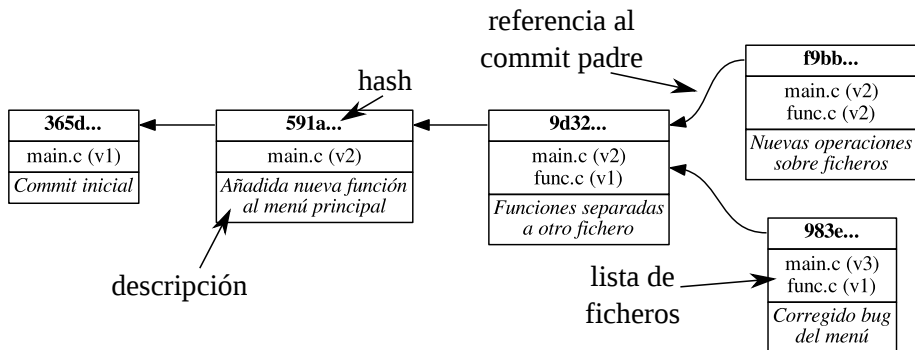 referencia al
commit padre
hash
365d...
main.c (v1)
Commit inicial
591a...
main.c (v2)
Añadida nueva función
al menú principal
9d32...
main.c (v2)
func.c (v1)
Funciones separadas
a otro fichero
f9bb...
main.c (v2)
func.c (v2)
Nuevas operaciones
sobre ficheros
983e...
main.c (v3)
func.c (v1)
Corregido bug
del menú
descripción
lista de
ficheros